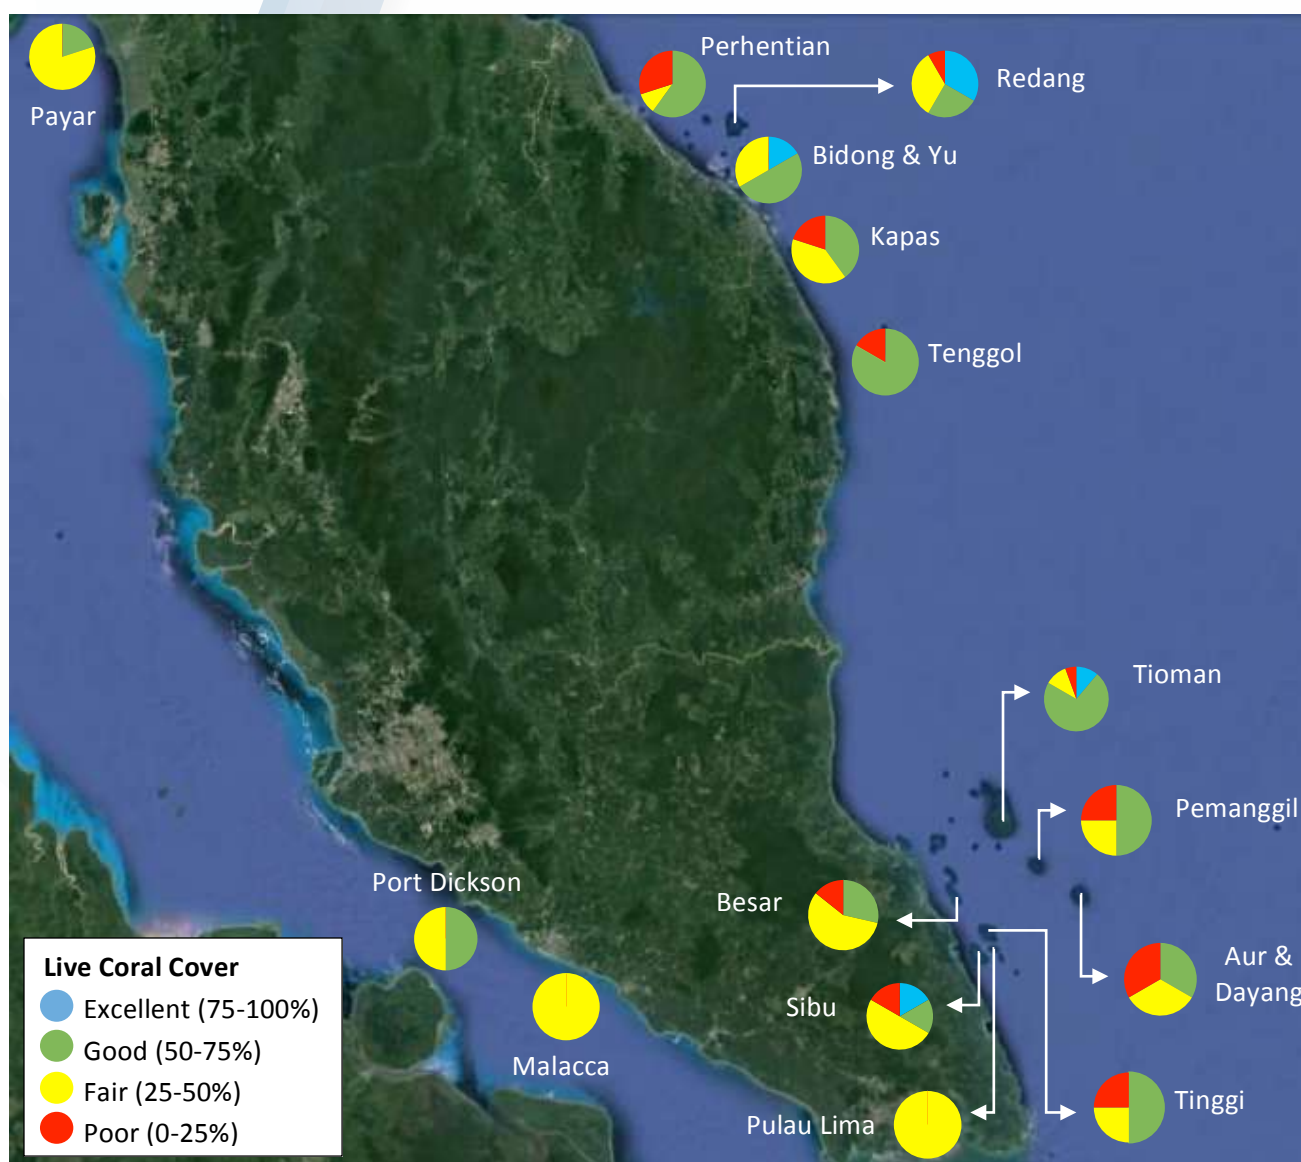 Perhentian
Redang
Payar
Bidong & Yu
Kapas
Tenggol
Tioman
Pemanggil
Port Dickson
Besar
Aur &
Dayang
Sibu
Malacca
Tinggi
Pulau Lima
Live Coral Cover
Excellent (75-100%)
Good (50-75%)
Fair (25-50%)
Poor (0-25%)